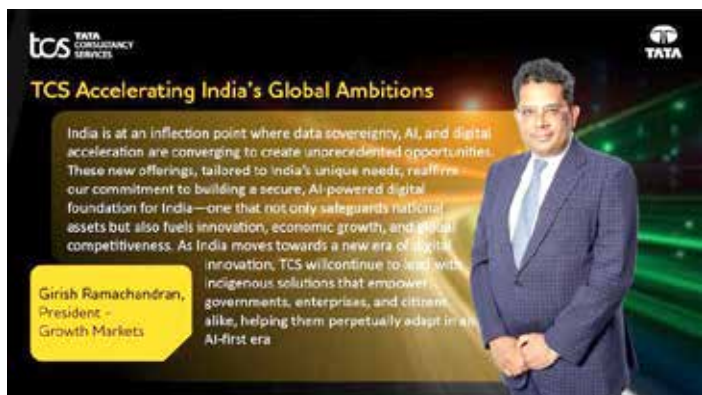 tcs TATA
CONSULTANCY
SERVICES
TATA
TCS Accelerating India's Global Ambitions
India is at an inflection point where data sovereignty, AI, and digital
acceleration are converging to create unprecedented opportunities.
These new offerings, tailored to India's unique needs, reaffirm
our commitment to building a secure, AI-powered digital
foundation for India—one that not only safeguards national
assets but also fuels innovation, economic growth, and global
competitiveness. As India moves towards a new era of digital
innovation, TCS willcontinue to lead with
indigenous solutions that empower
governments, enterprises, and citizens
alike, helping them perpetually adapt in an
AI-first era
Girish Ramachandran,
President -
Growth Markets